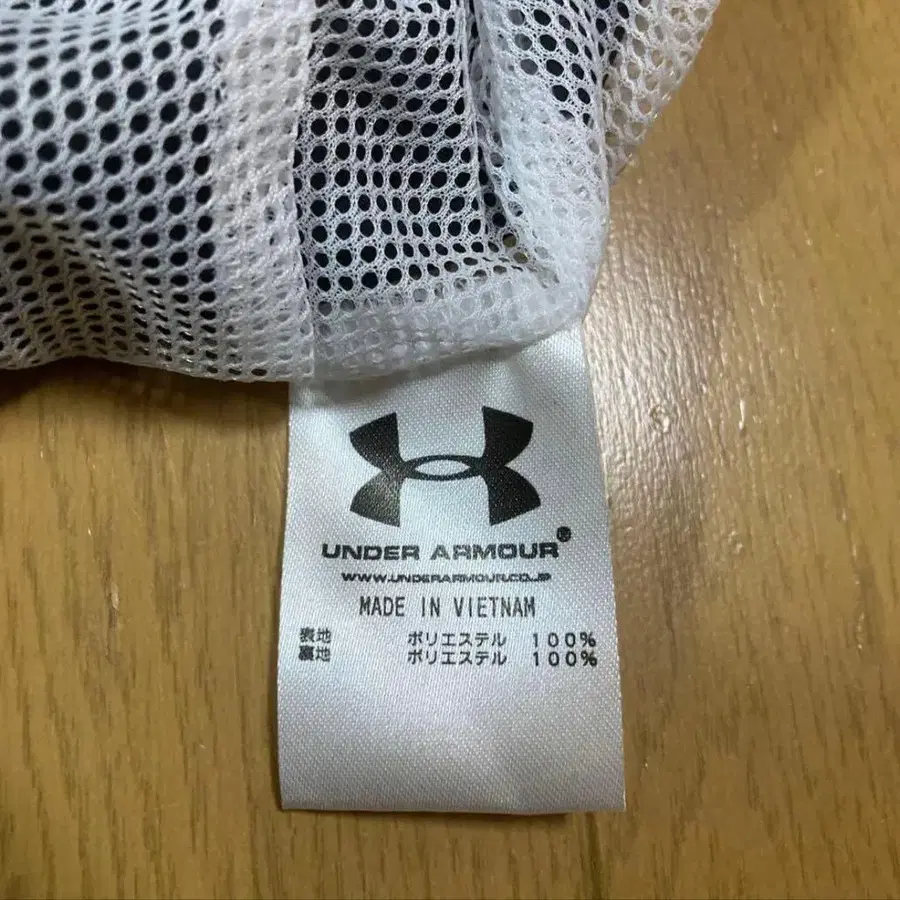 UNDER ARMOUR®
WWW.UNDERARMOUR.CO.JP
MADE IN VIETNAM
表地 ポリエステル 100%
裏地 ポリエステル 100%